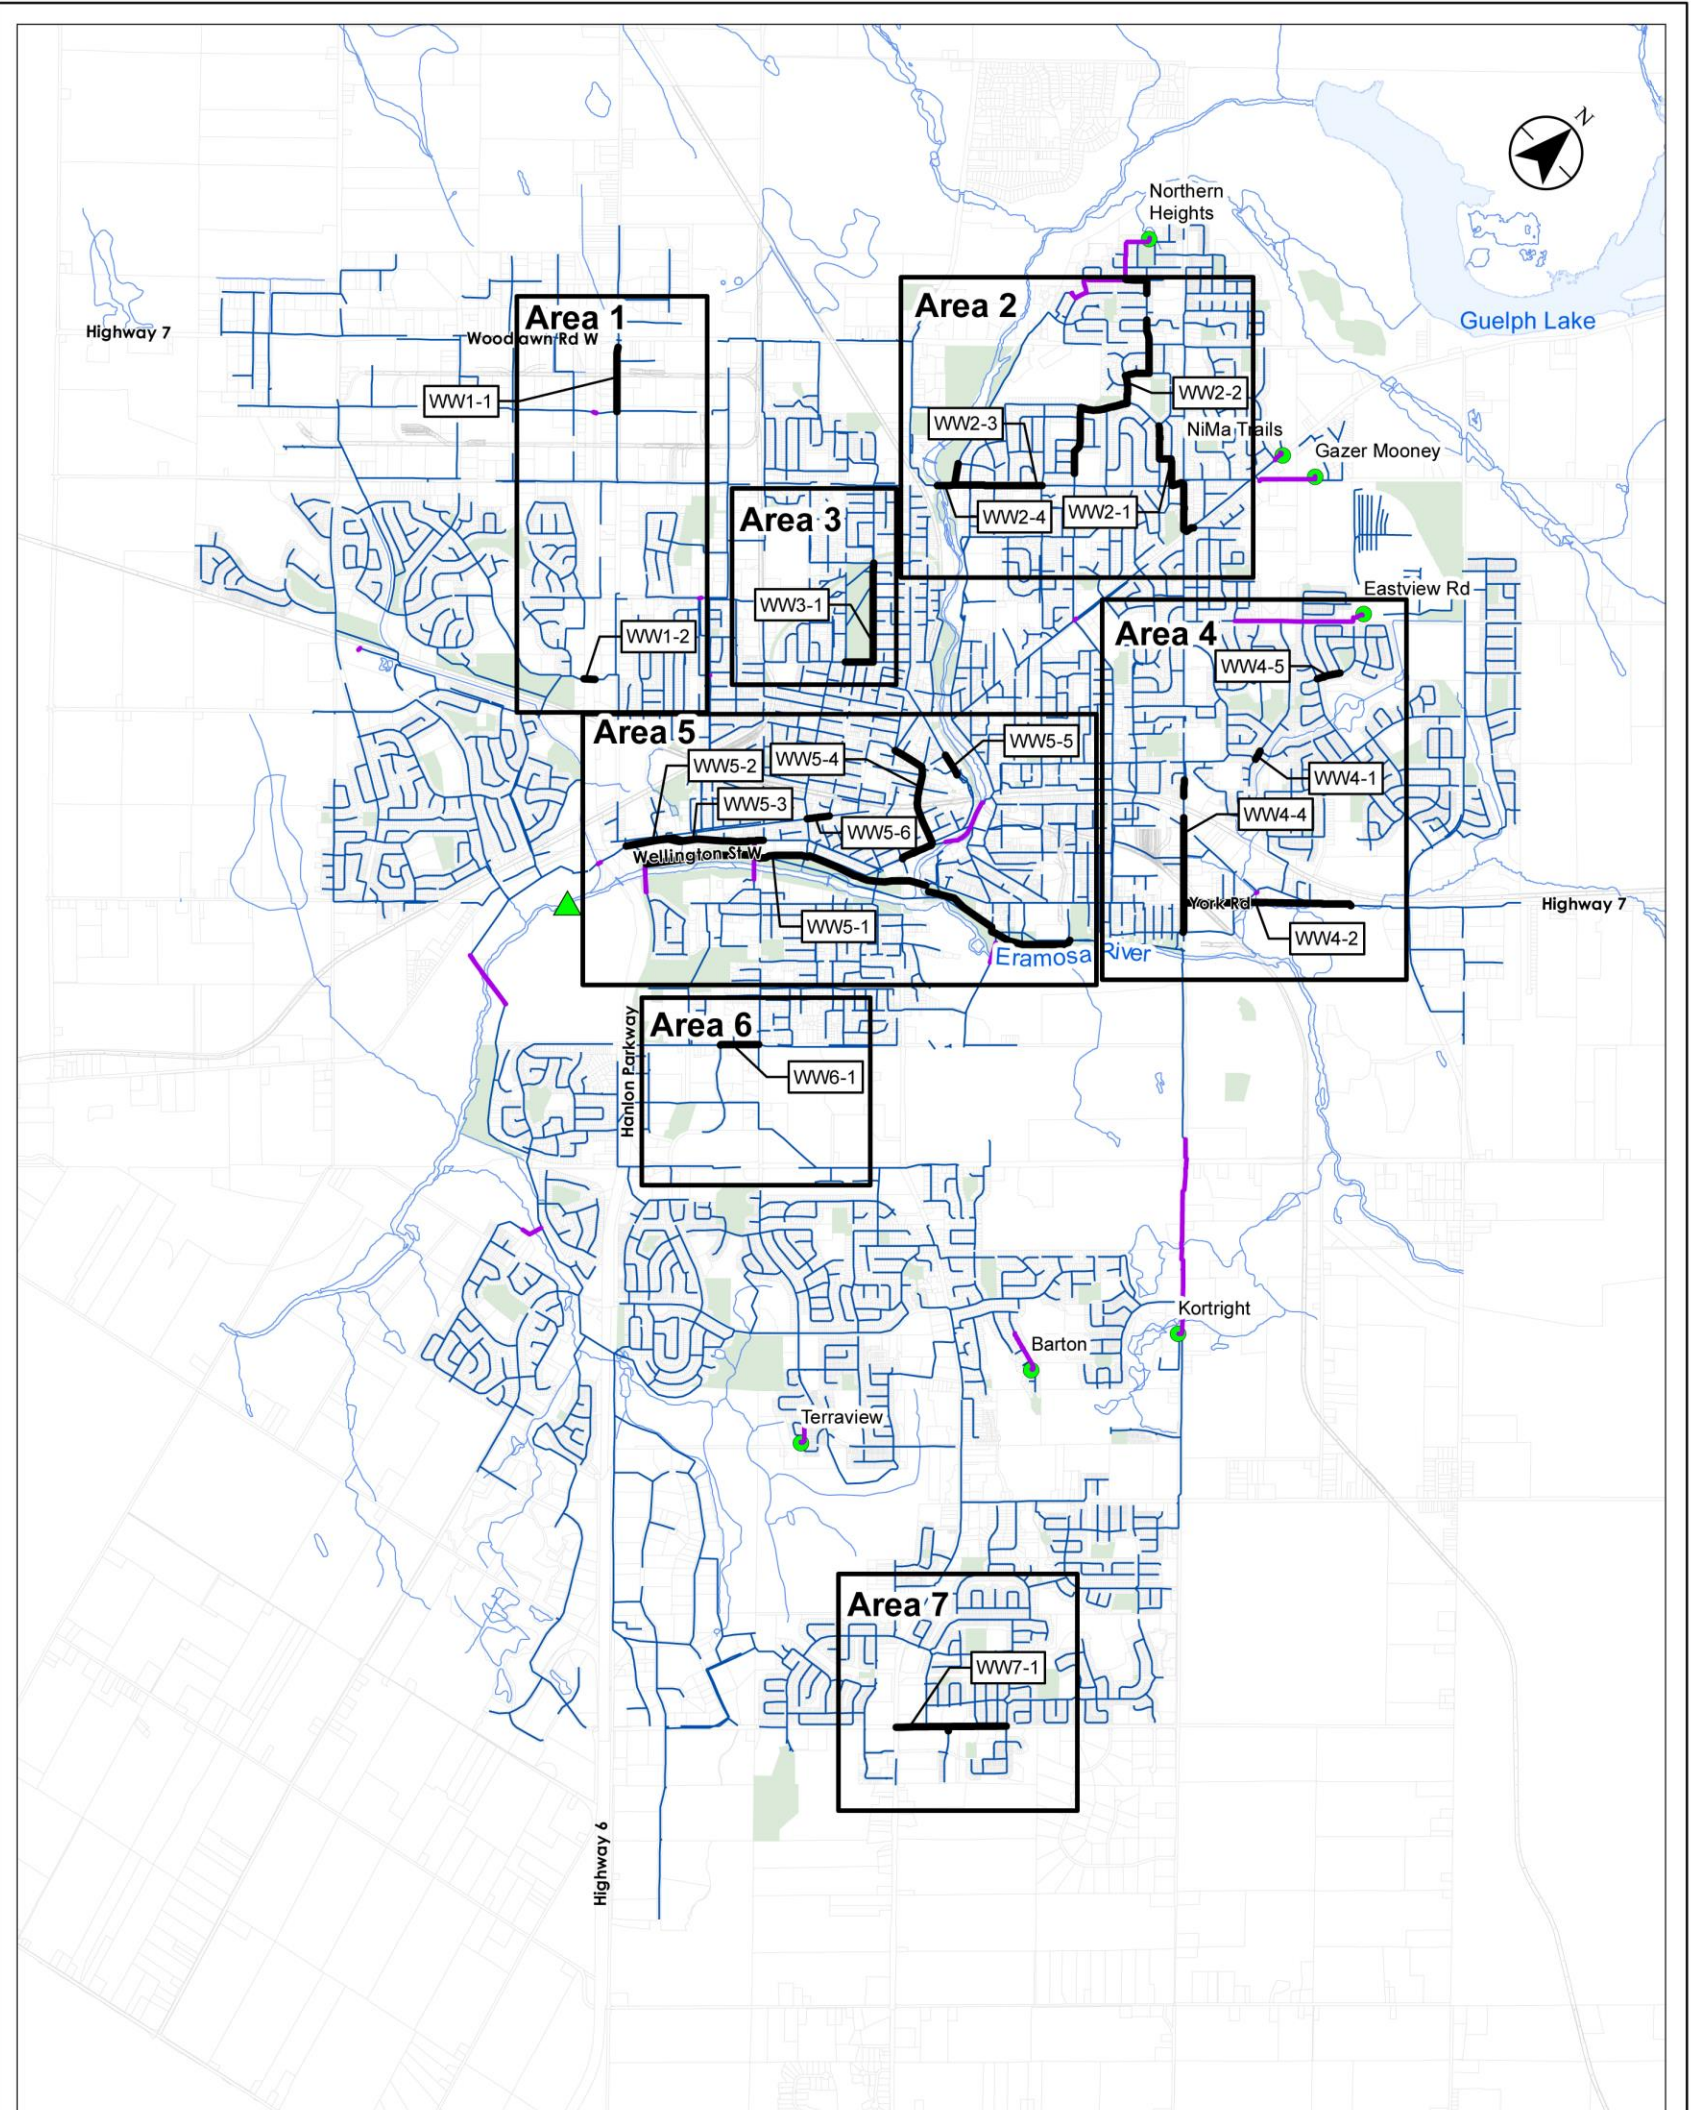 N
Northern
Heights
Area 1
Area 2
Guelph Lake
Highway 7
Woodlawn Rd W
WW1-1
WW2-2
WW2-3
NiMa Trails
Gazer Mooney
Area 3
WW2-4
WW2-1
Eastview Rd
WW3-1
Area 4
WW1-2
WW4-5
Area 5
WW5-5
WW5-2
WW5-4
WW4-1
WW5-3
WW4-4
WW5-6
Wellington St W
York Rd
Highway 7
WW5-1
WW4-2
Eramosa River
Hanlon Parkway
Area 6
WW6-1
Kortright
Barton
Terraview
Area 7
WW7-1
Highway 6